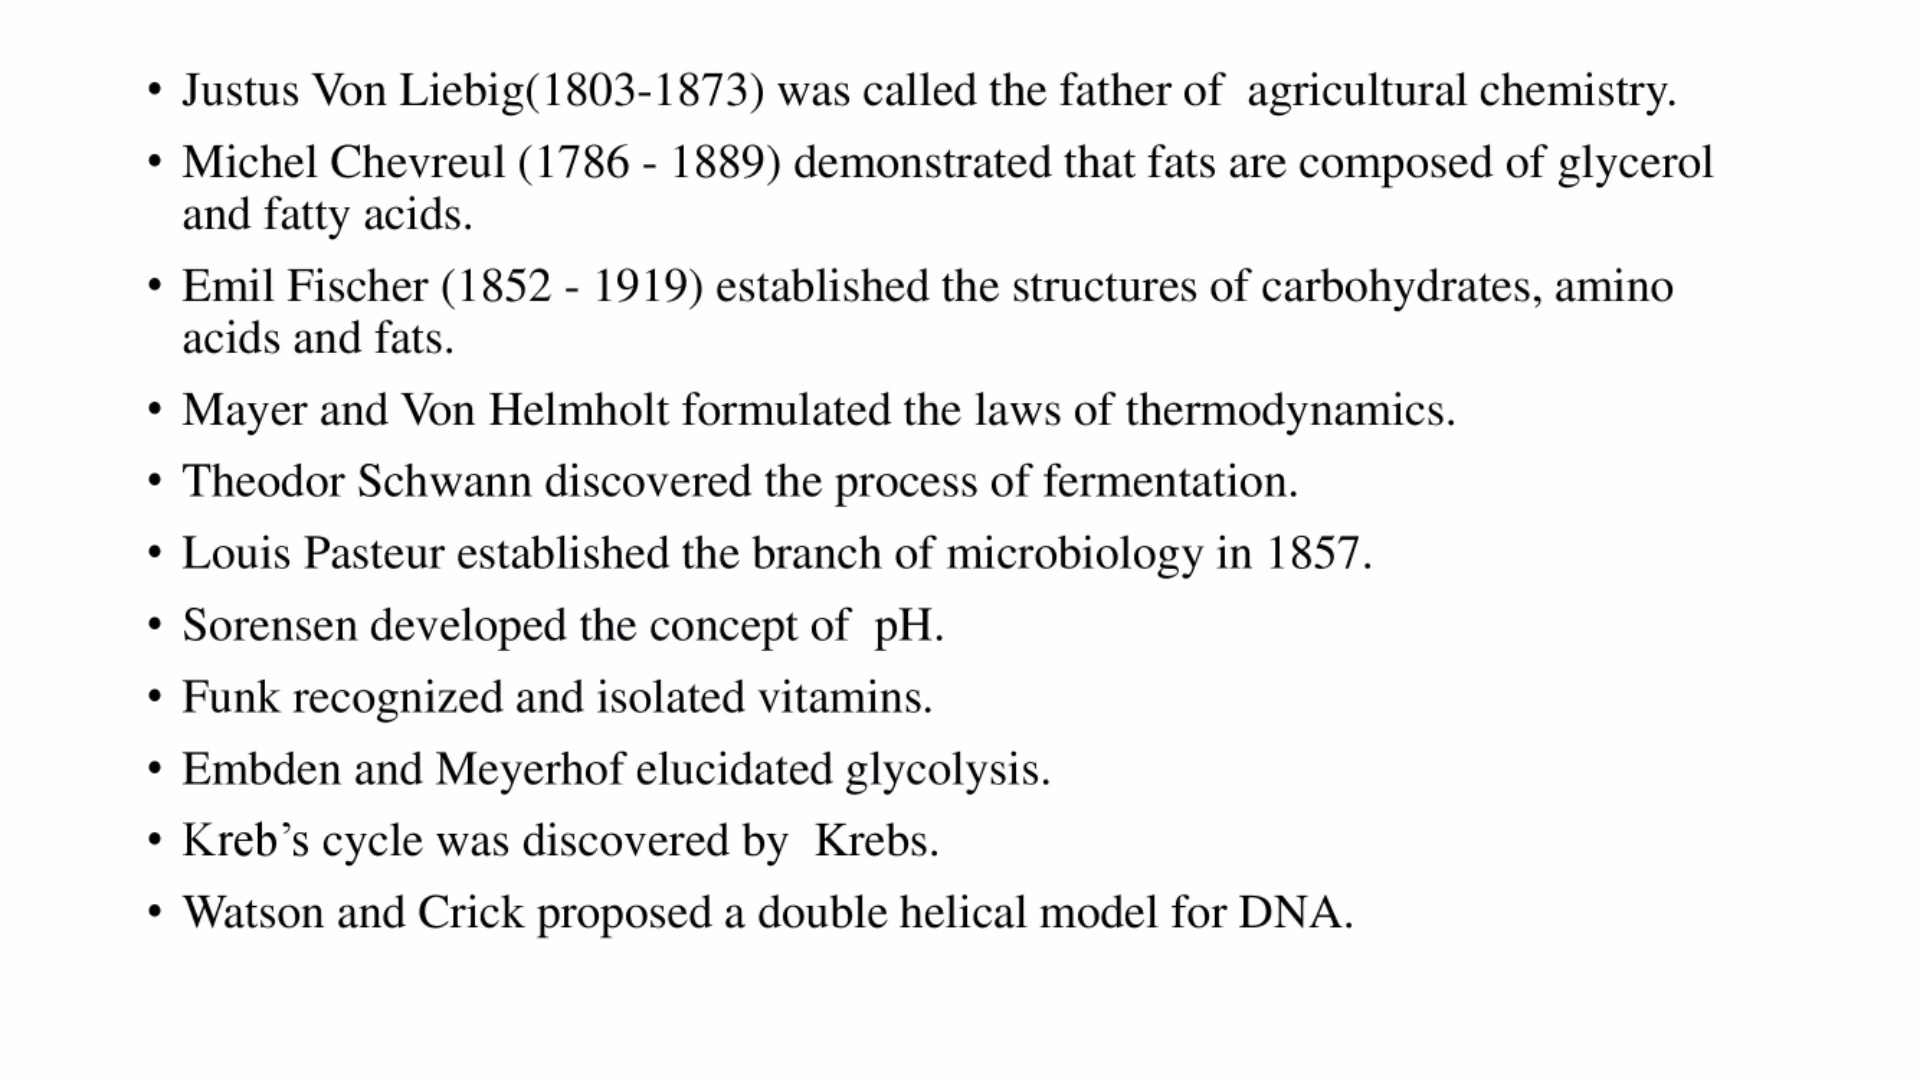 • Justus Von Liebig(1803-1873) was called the father of  agricultural chemistry.
• Michel Chevreul (1786 - 1889) demonstrated that fats are composed of glycerol
and fatty acids.
• Emil Fischer (1852 - 1919) established the structures of carbohydrates, amino
acids and fats.
• Mayer and Von Helmholt formulated the laws of thermodynamics.
• Theodor Schwann discovered the process of fermentation.
• Louis Pasteur established the branch of microbiology in 1857.
• Sorensen developed the concept of  pH.
• Funk recognized and isolated vitamins.
• Embden and Meyerhof elucidated glycolysis.
• Kreb’s cycle was discovered by  Krebs.
• Watson and Crick proposed a double helical model for DNA.